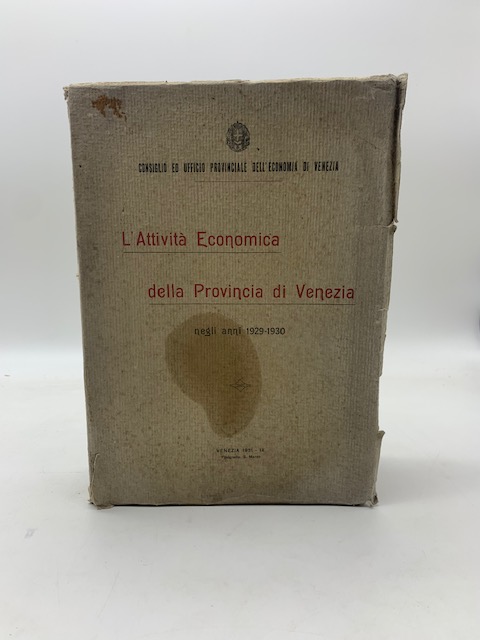 CONSIGLIO ED UFFICIO PROVINCIALE DELL'ECONOMIA DI VENEZIA
L'Attività Economica
della Provincia di Venezia
negli anni 1929-1930
VENEZIA